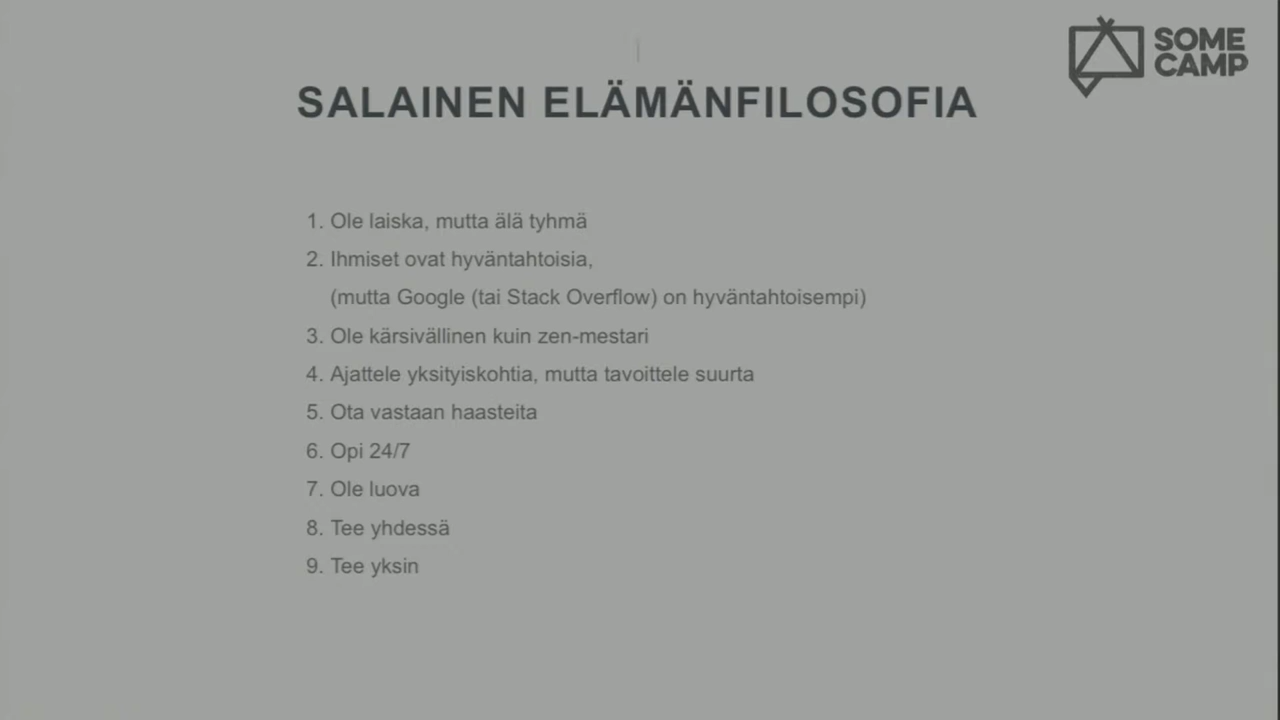 SOME
CAMP
SALAINEN ELÄMÄNFILOSOFIA
1. Ole laiska, mutta älä tyhmä
2. Ihmiset ovat hyväntahtoisia,
(mutta Google (tai Stack Overflow) on hyväntahtoisempi)
3. Ole kärsivällinen kuin zen-mestari
4. Ajattele yksityiskohtia, mutta tavoittele suurta
5. Ota vastaan haasteita
6. Opi 24/7
7. Ole luova
8. Tee yhdessä
9. Tee yksin